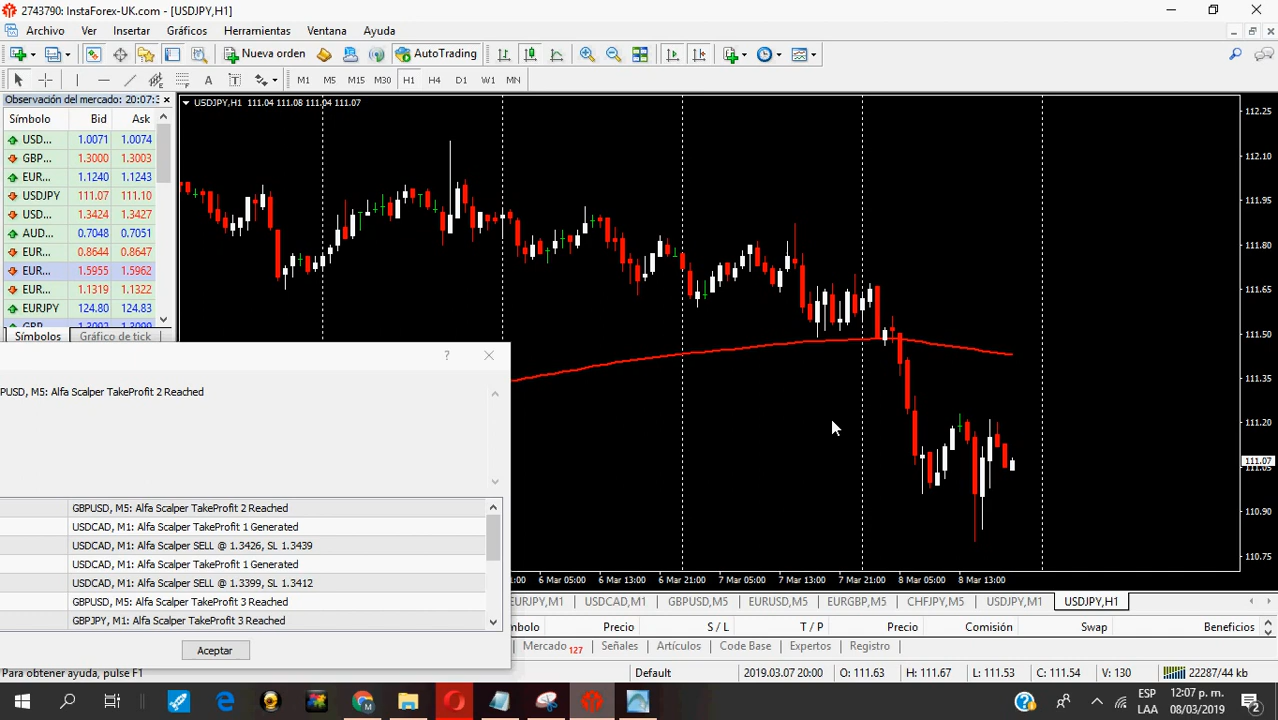 2743790: InstaForex-UK.com - [USDJPY,H1]
Archivo Ver Insertar Gráficos Herramientas Ventana Ayuda
Nueva orden AutoTrading
A T M1 M5 M15 M30 H1 H4 D1 W1 MN
Observación del mercado: 20:07:3
Símbolo Bid Ask
USD... 1.0071 1.0074
GBP... 1.3000 1.3003
EUR... 1.1240 1.1243
USDJPY 111.07 111.10
USD... 1.3424 1.3427
AUD... 0.7048 0.7051
EUR... 0.8644 0.8647
EUR... 1.5955 1.5962
EUR... 1.1319 1.1322
EURJPY 124.80 124.83
GBP... 1.3092 1.3099
Símbolos Gráfico de tick
USDJPY,H1 111.04 111.08 111.04 111.07
112.25
112.10
111.95
111.80
111.65
111.50
111.35
111.20
111.07
111.05
110.90
110.75
:00 6 Mar 05:00 6 Mar 13:00 6 Mar 21:00 7 Mar 05:00 7 Mar 13:00 7 Mar 21:00 8 Mar 05:00 8 Mar 13:00
?
PUSD, M5: Alfa Scalper TakeProfit 2 Reached
GBPUSD, M5: Alfa Scalper TakeProfit 2 Reached
USDCAD, M1: Alfa Scalper TakeProfit 1 Generated
USDCAD, M1: Alfa Scalper SELL @ 1.3426, SL 1.3439
USDCAD, M1: Alfa Scalper TakeProfit 1 Generated
USDCAD, M1: Alfa Scalper SELL @ 1.3399, SL 1.3412
GBPUSD, M5: Alfa Scalper TakeProfit 3 Reached
GBPJPY, M1: Alfa Scalper TakeProfit 3 Reached
Aceptar
EURJPY,M1 USDCAD,M1 GBPUSD,M5 EURUSD,M5 EURGBP,M5 CHFJPY,M5 USDJPY,M1 USDJPY,H1
mbolo Precio S / L T / P Precio Comisión Swap Beneficios
Mercado 127 Señales Artículos Code Base Expertos Registro
Para obtener ayuda, pulse F1 Default 2019.03.07 20:00 O: 111.63 H: 111.67 L: 111.53 C: 111.54 V: 130 22287/44 kb
ESP 12:07 p. m.
LAA 08/03/2019
2